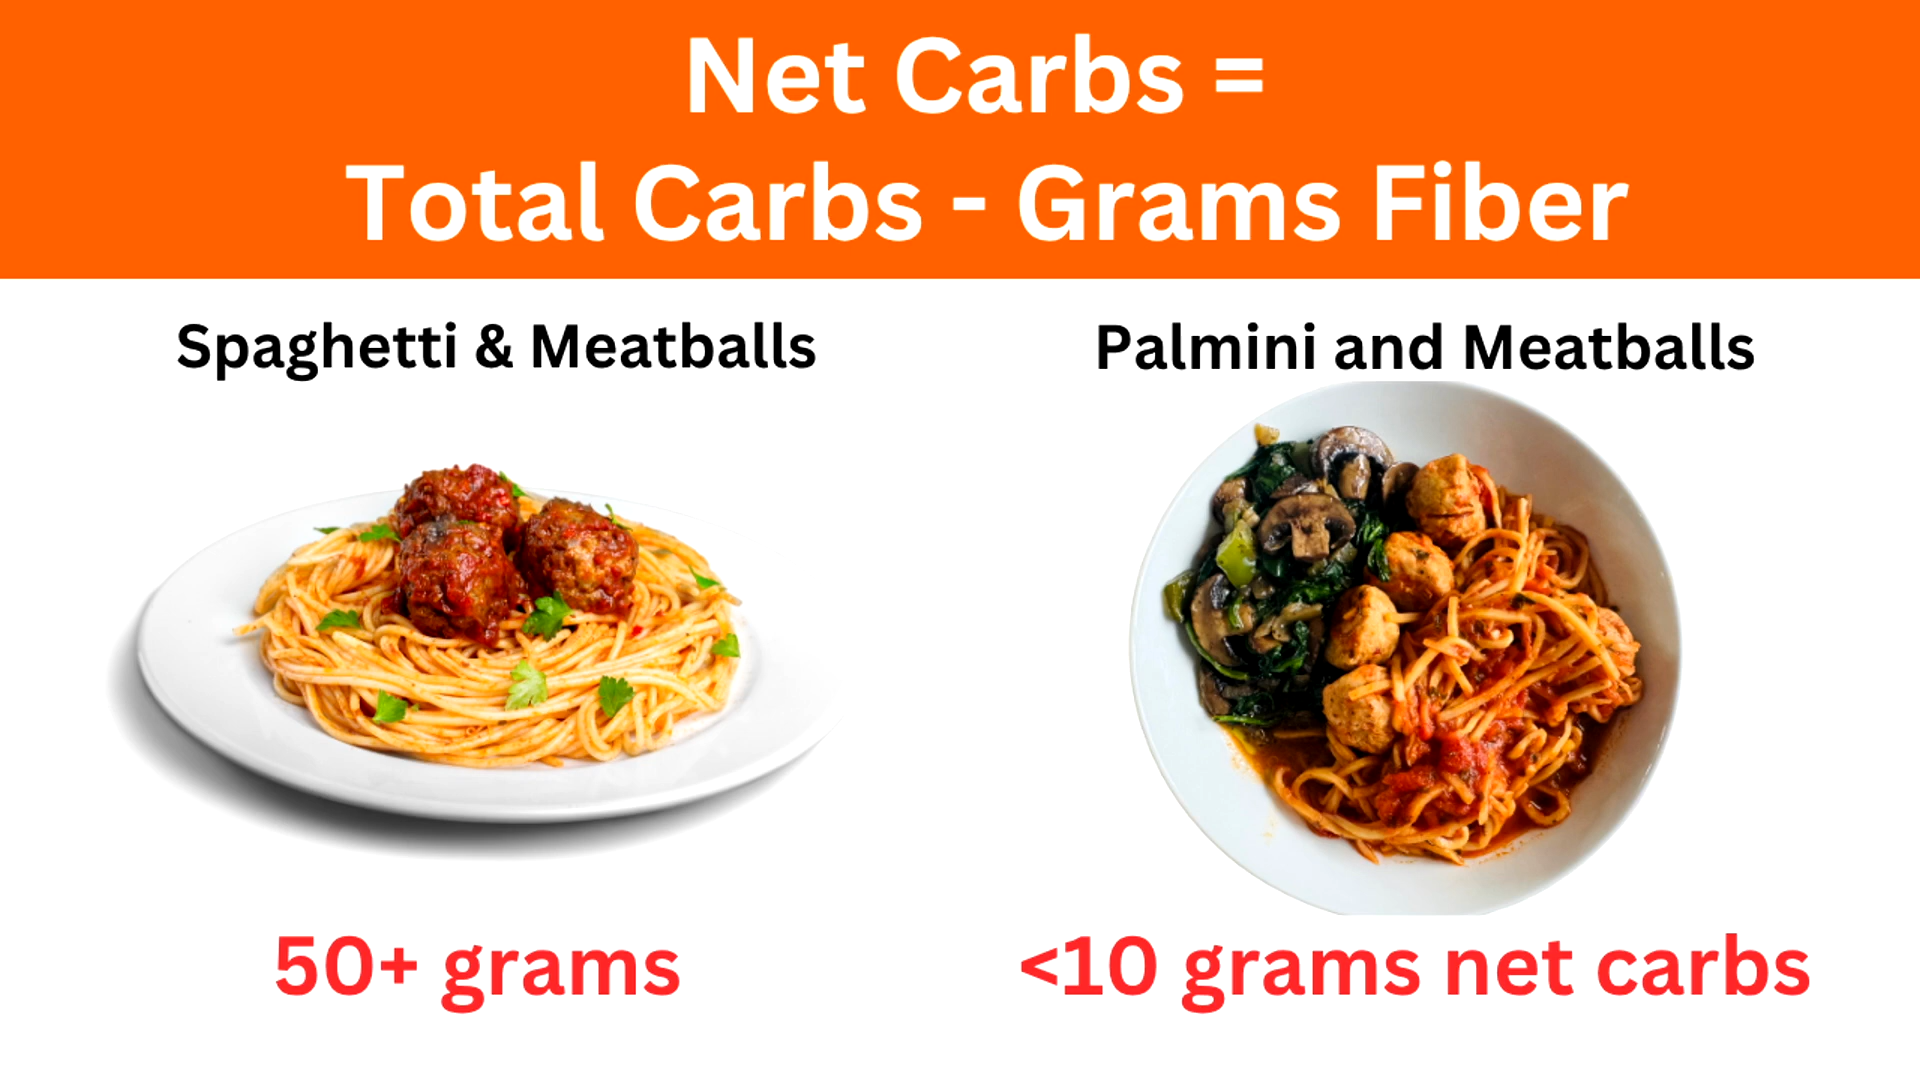 Net Carbs =
Total Carbs - Grams Fiber
Spaghetti & Meatballs
Palmini and Meatballs
50+ grams
<10 grams net carbs